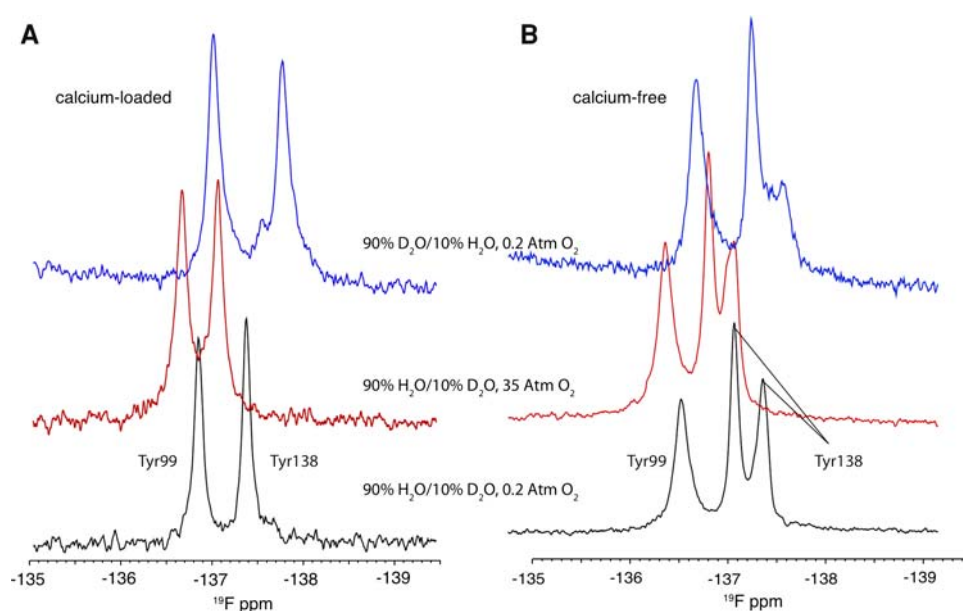 A
B
calcium-loaded
calcium-free
90% D₂O/10% H₂O, 0.2 Atm O₂
90% H₂O/10% D₂O, 35 Atm O₂
Tyr99
Tyr138
Tyr99
Tyr138
90% H₂O/10% D₂O, 0.2 Atm O₂
-135
-136
-137
-138
-139
-135
-136
-137
-138
-139
¹⁹F ppm
¹⁹F ppm